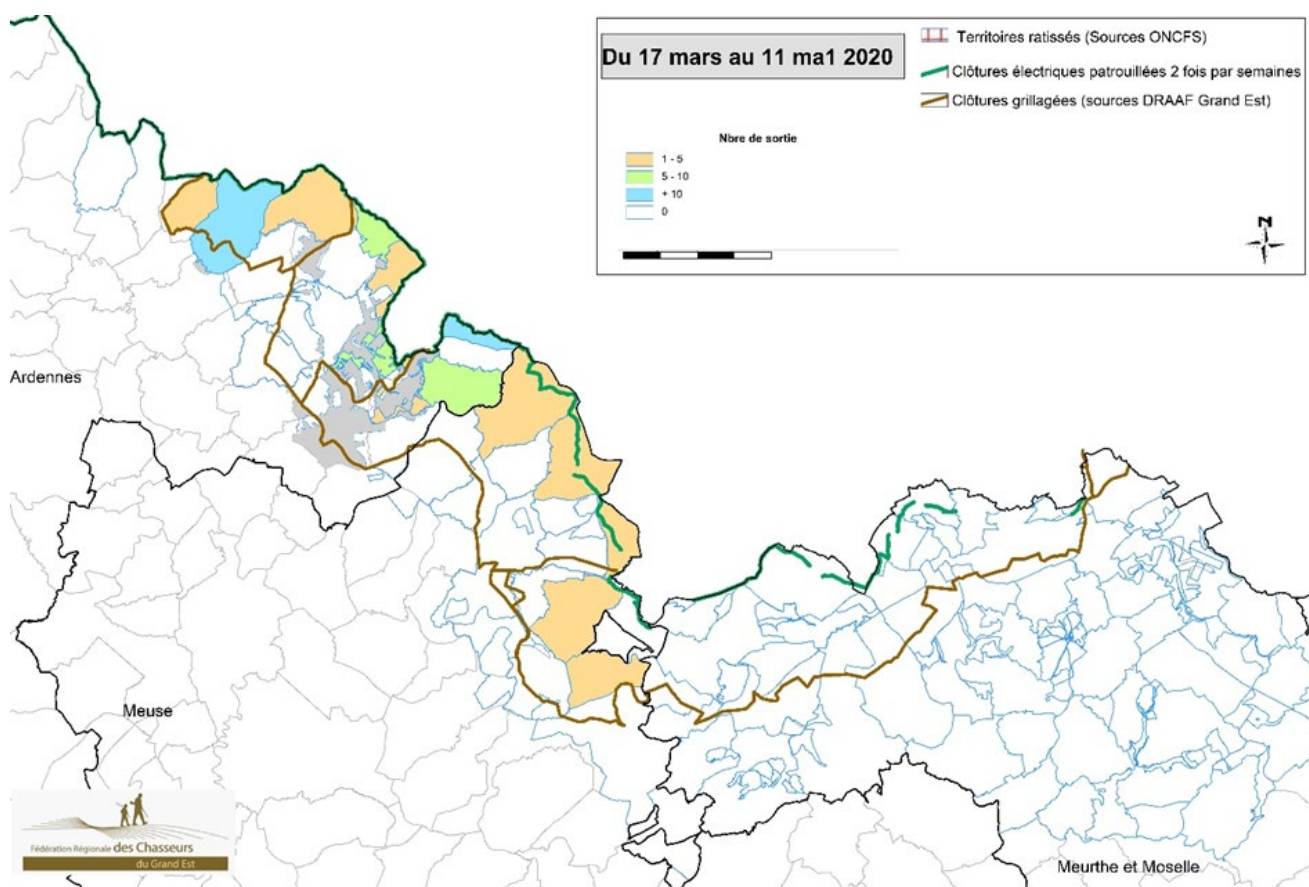 Du 17 mars au 11 ma1 2020
Territoires ratissés (Sources ONCFS)
Clôtures électriques patrouillées 2 fois par semaines
Clôtures grillagées (sources DRAAF Grand Est)
Nbre de sortie
1 - 5
5 - 10
+ 10
0
N
Ardennes
Meuse
Meurthe et Moselle
Fédération Régionale des Chasseurs
du Grand Est